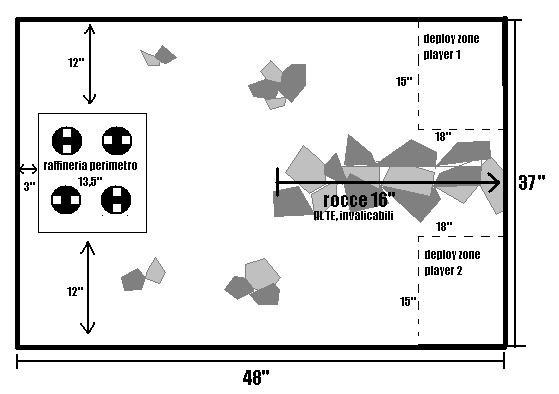 deploy zone
player 1
12"
15"
18"
raffineria perimetro
13,5"
3"
37"
rocce 16"
invalicabili
18"
deploy zone
player 2
12"
15"
48"